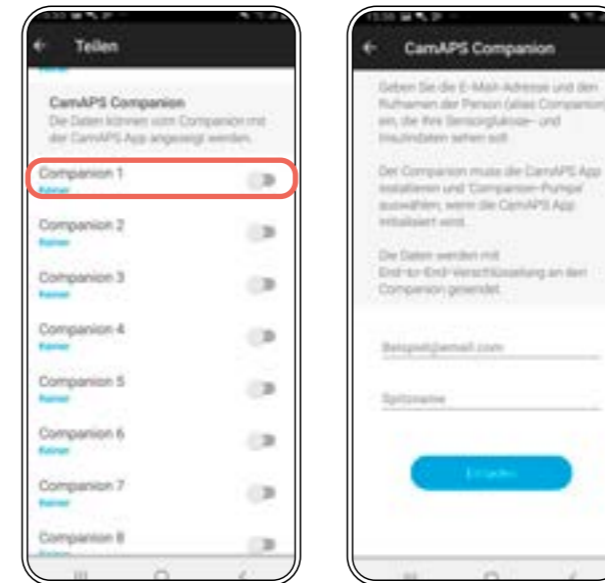 Teilen
Keiner
CamAPS Companion
Die Daten können vom Companion mit
der CamAPS App angezeigt werden.
Companion 1
Keiner
Companion 2
Keiner
Companion 3
Keiner
Companion 4
Keiner
Companion 5
Keiner
Companion 6
Keiner
Companion 7
Keiner
Companion 8
Keiner
CamAPS Companion
Geben Sie die E-Mail-Adresse und den
Rufnamen der Person (alias Companion)
ein, die Ihre Sensorglukose- und
Insulindaten sehen soll.
Der Companion muss die CamAPS App
installieren und 'Companion-Pumpe'
auswählen, wenn die CamAPS App
initialisiert wird.
Die Daten werden mit
End-to-End-Verschlüsselung an den
Companion gesendet.
Beispiel@email.com
Spitzname
Einladen